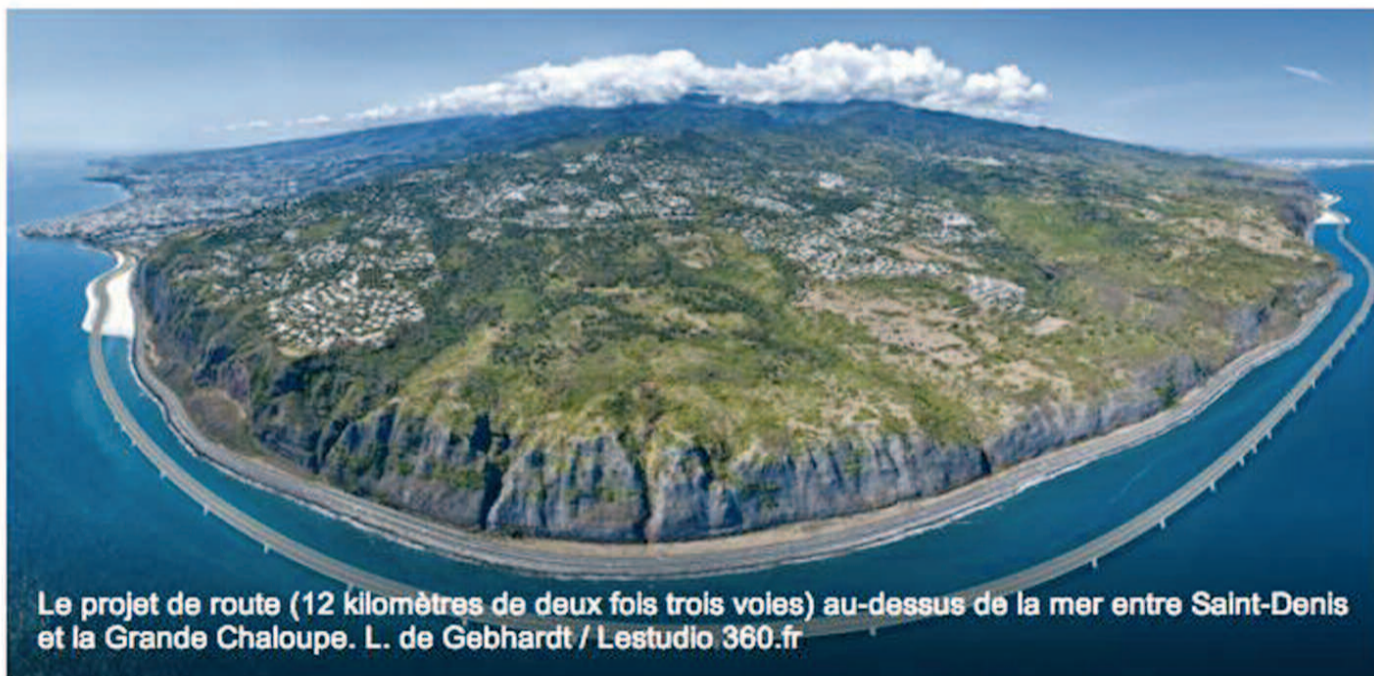 Le projet de route (12 kilomètres de deux fois trois voies) au-dessus de la mer entre Saint-Denis
et la Grande Chaloupe. L. de Gebhardt / Lestudio 360.fr